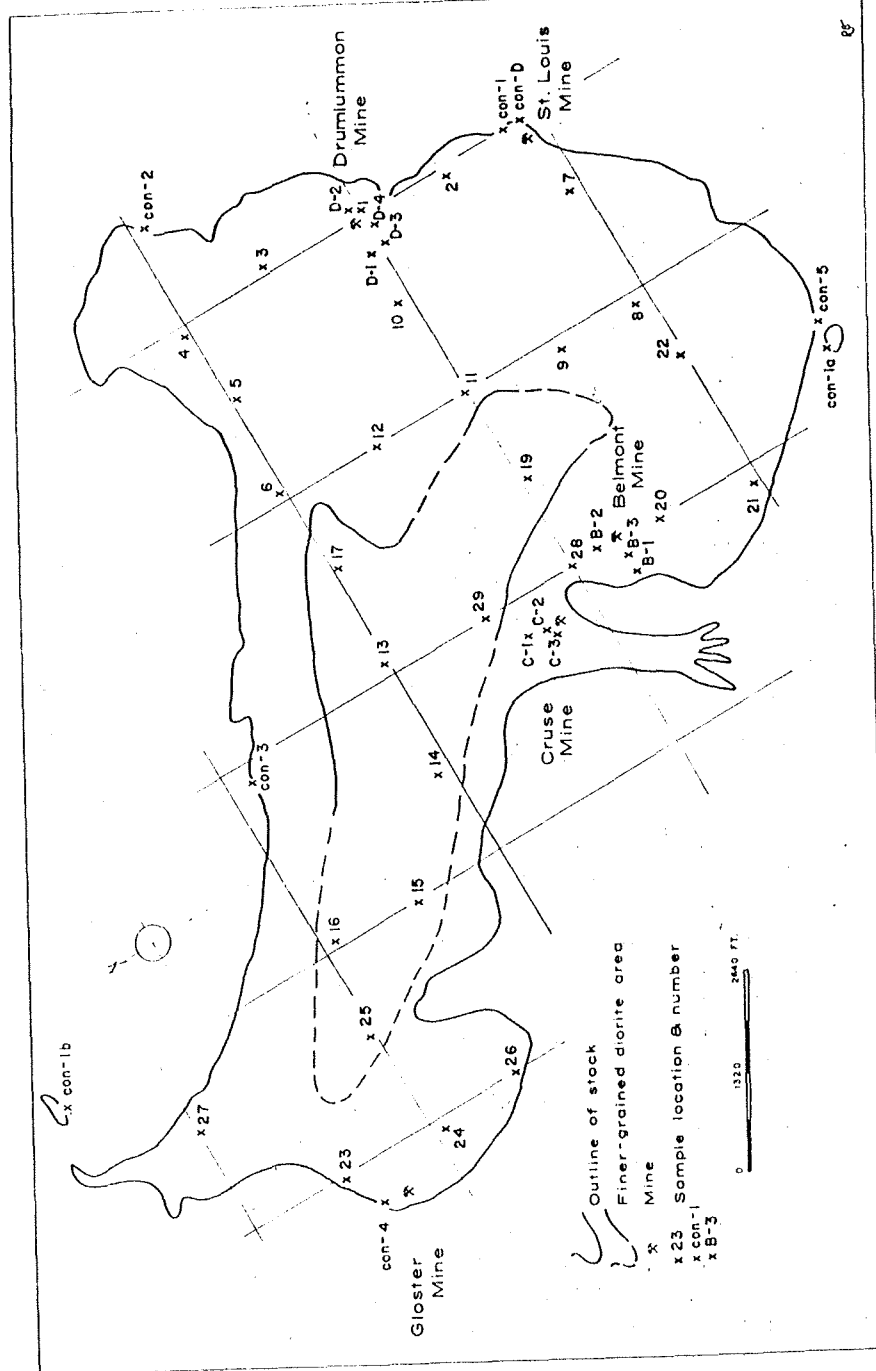 con-1b
27
con-3
6
5
4
con-2
3
Drumlummon
Mine
D-2
1
D-4
D-3
D-1
10
2
con-1
con-D
St. Louis
Mine
7
12
11
17
13
16
25
15
14
29
19
9
8
22
28
B-2
Belmont
Mine
B-3
B-1
20
21
con-5
con-1a
C-1
C-2
C-3
Cruse
Mine
23
con-4
24
26
Gloster
Mine
Outline of stock
Finer-grained diorite area
Mine
23 Sample location & number
x con-1
x B-3
0 1320 2640 FT.